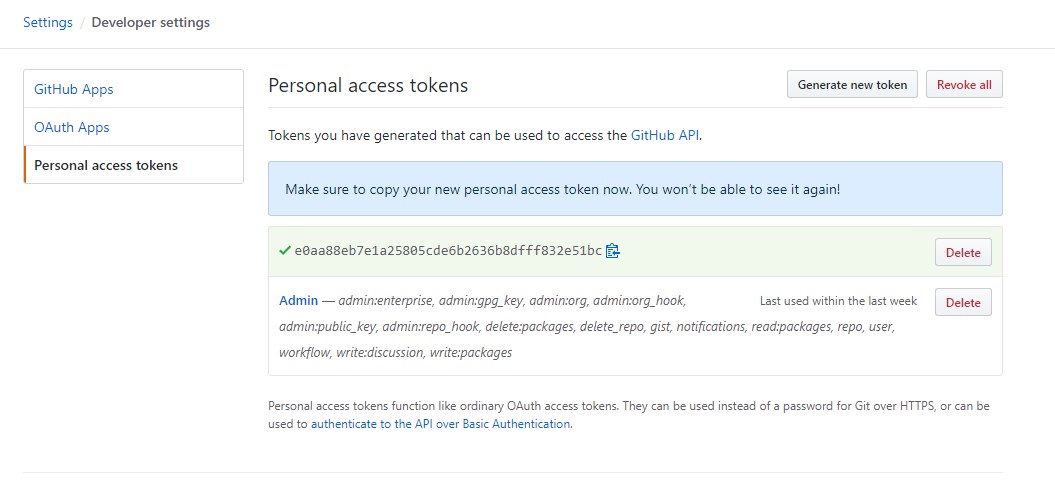 Settings / Developer settings
GitHub Apps
OAuth Apps
Personal access tokens
Personal access tokens
Generate new token
Revoke all
Tokens you have generated that can be used to access the GitHub API.
Make sure to copy your new personal access token now. You won't be able to see it again!
e0aa88eb7e1a25805cde6b2636b8dfff832e51bc
Delete
Admin — admin:enterprise, admin:gpg_key, admin:org, admin:org_hook,
admin:public_key, admin:repo_hook, delete:packages, delete_repo, gist, notifications, read:packages, repo, user,
workflow, write:discussion, write:packages
Last used within the last week
Delete
Personal access tokens function like ordinary OAuth access tokens. They can be used instead of a password for Git over HTTPS, or can be
used to authenticate to the API over Basic Authentication.